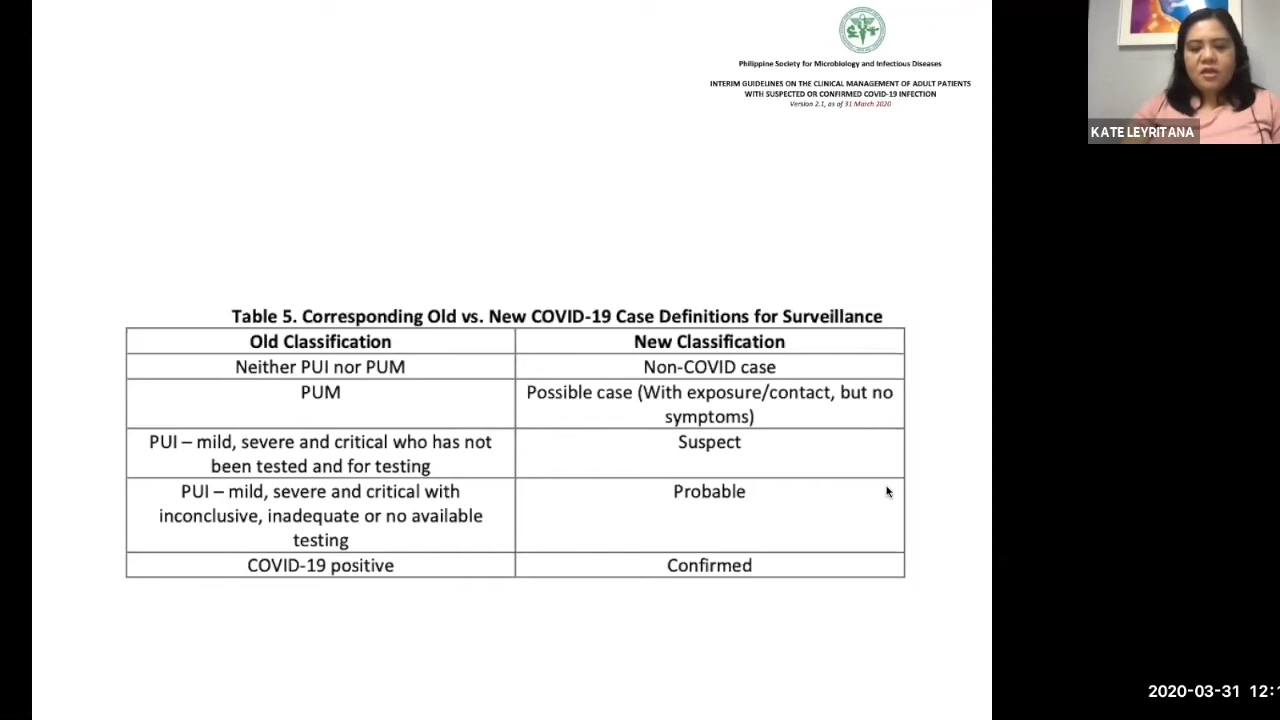 Philippine Society for Microbiology and Infectious Diseases
INTERIM GUIDELINES ON THE CLINICAL MANAGEMENT OF ADULT PATIENTS
WITH SUSPECTED OR CONFIRMED COVID-19 INFECTION
Version 2.1, as of 31 March 2020
KATE LEYRITANA
Table 5. Corresponding Old vs. New COVID-19 Case Definitions for Surveillance
Old Classification
New Classification
Neither PUI nor PUM
Non-COVID case
PUM
Possible case (With exposure/contact, but no
symptoms)
PUI – mild, severe and critical who has not
been tested and for testing
Suspect
PUI – mild, severe and critical with
inconclusive, inadequate or no available
testing
Probable
COVID-19 positive
Confirmed
2020-03-31 12: